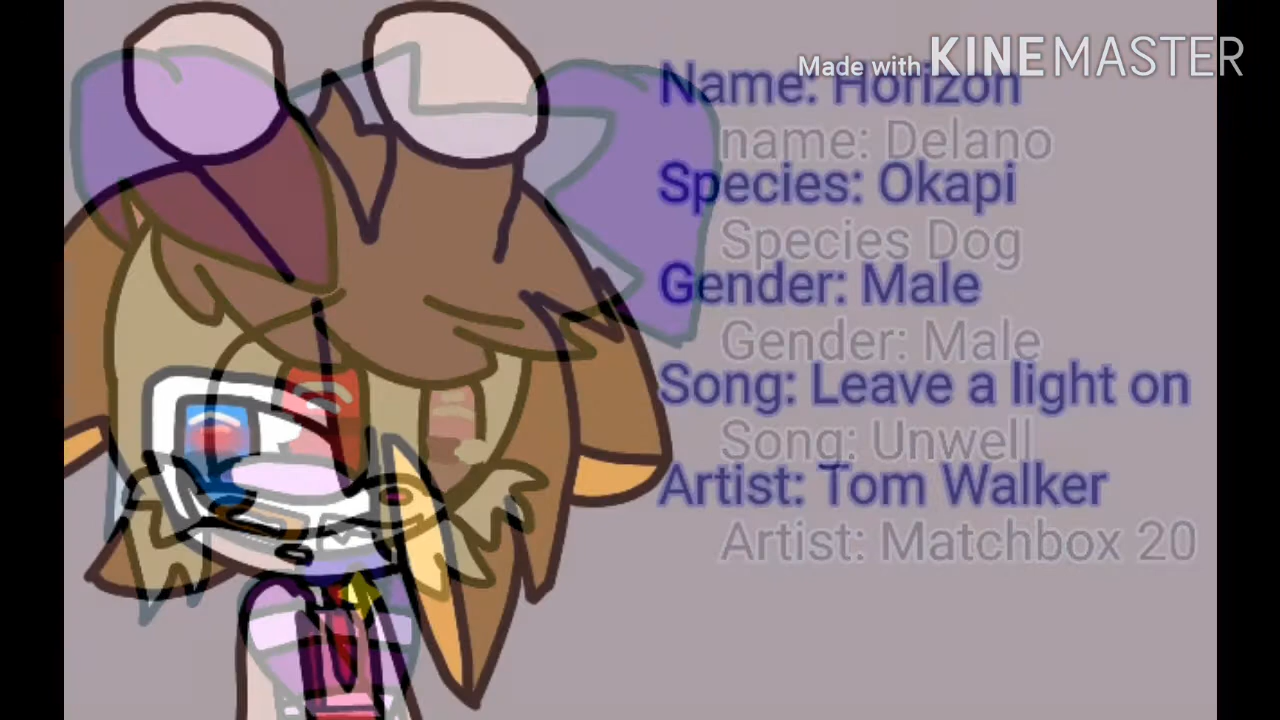 Made with KINEMASTER
Name: Horizon
name: Delano
Species: Okapi
Species Dog
Gender: Male
Gender: Male
Song: Leave a light on
Song: Unwell
Artist: Tom Walker
Artist: Matchbox 20